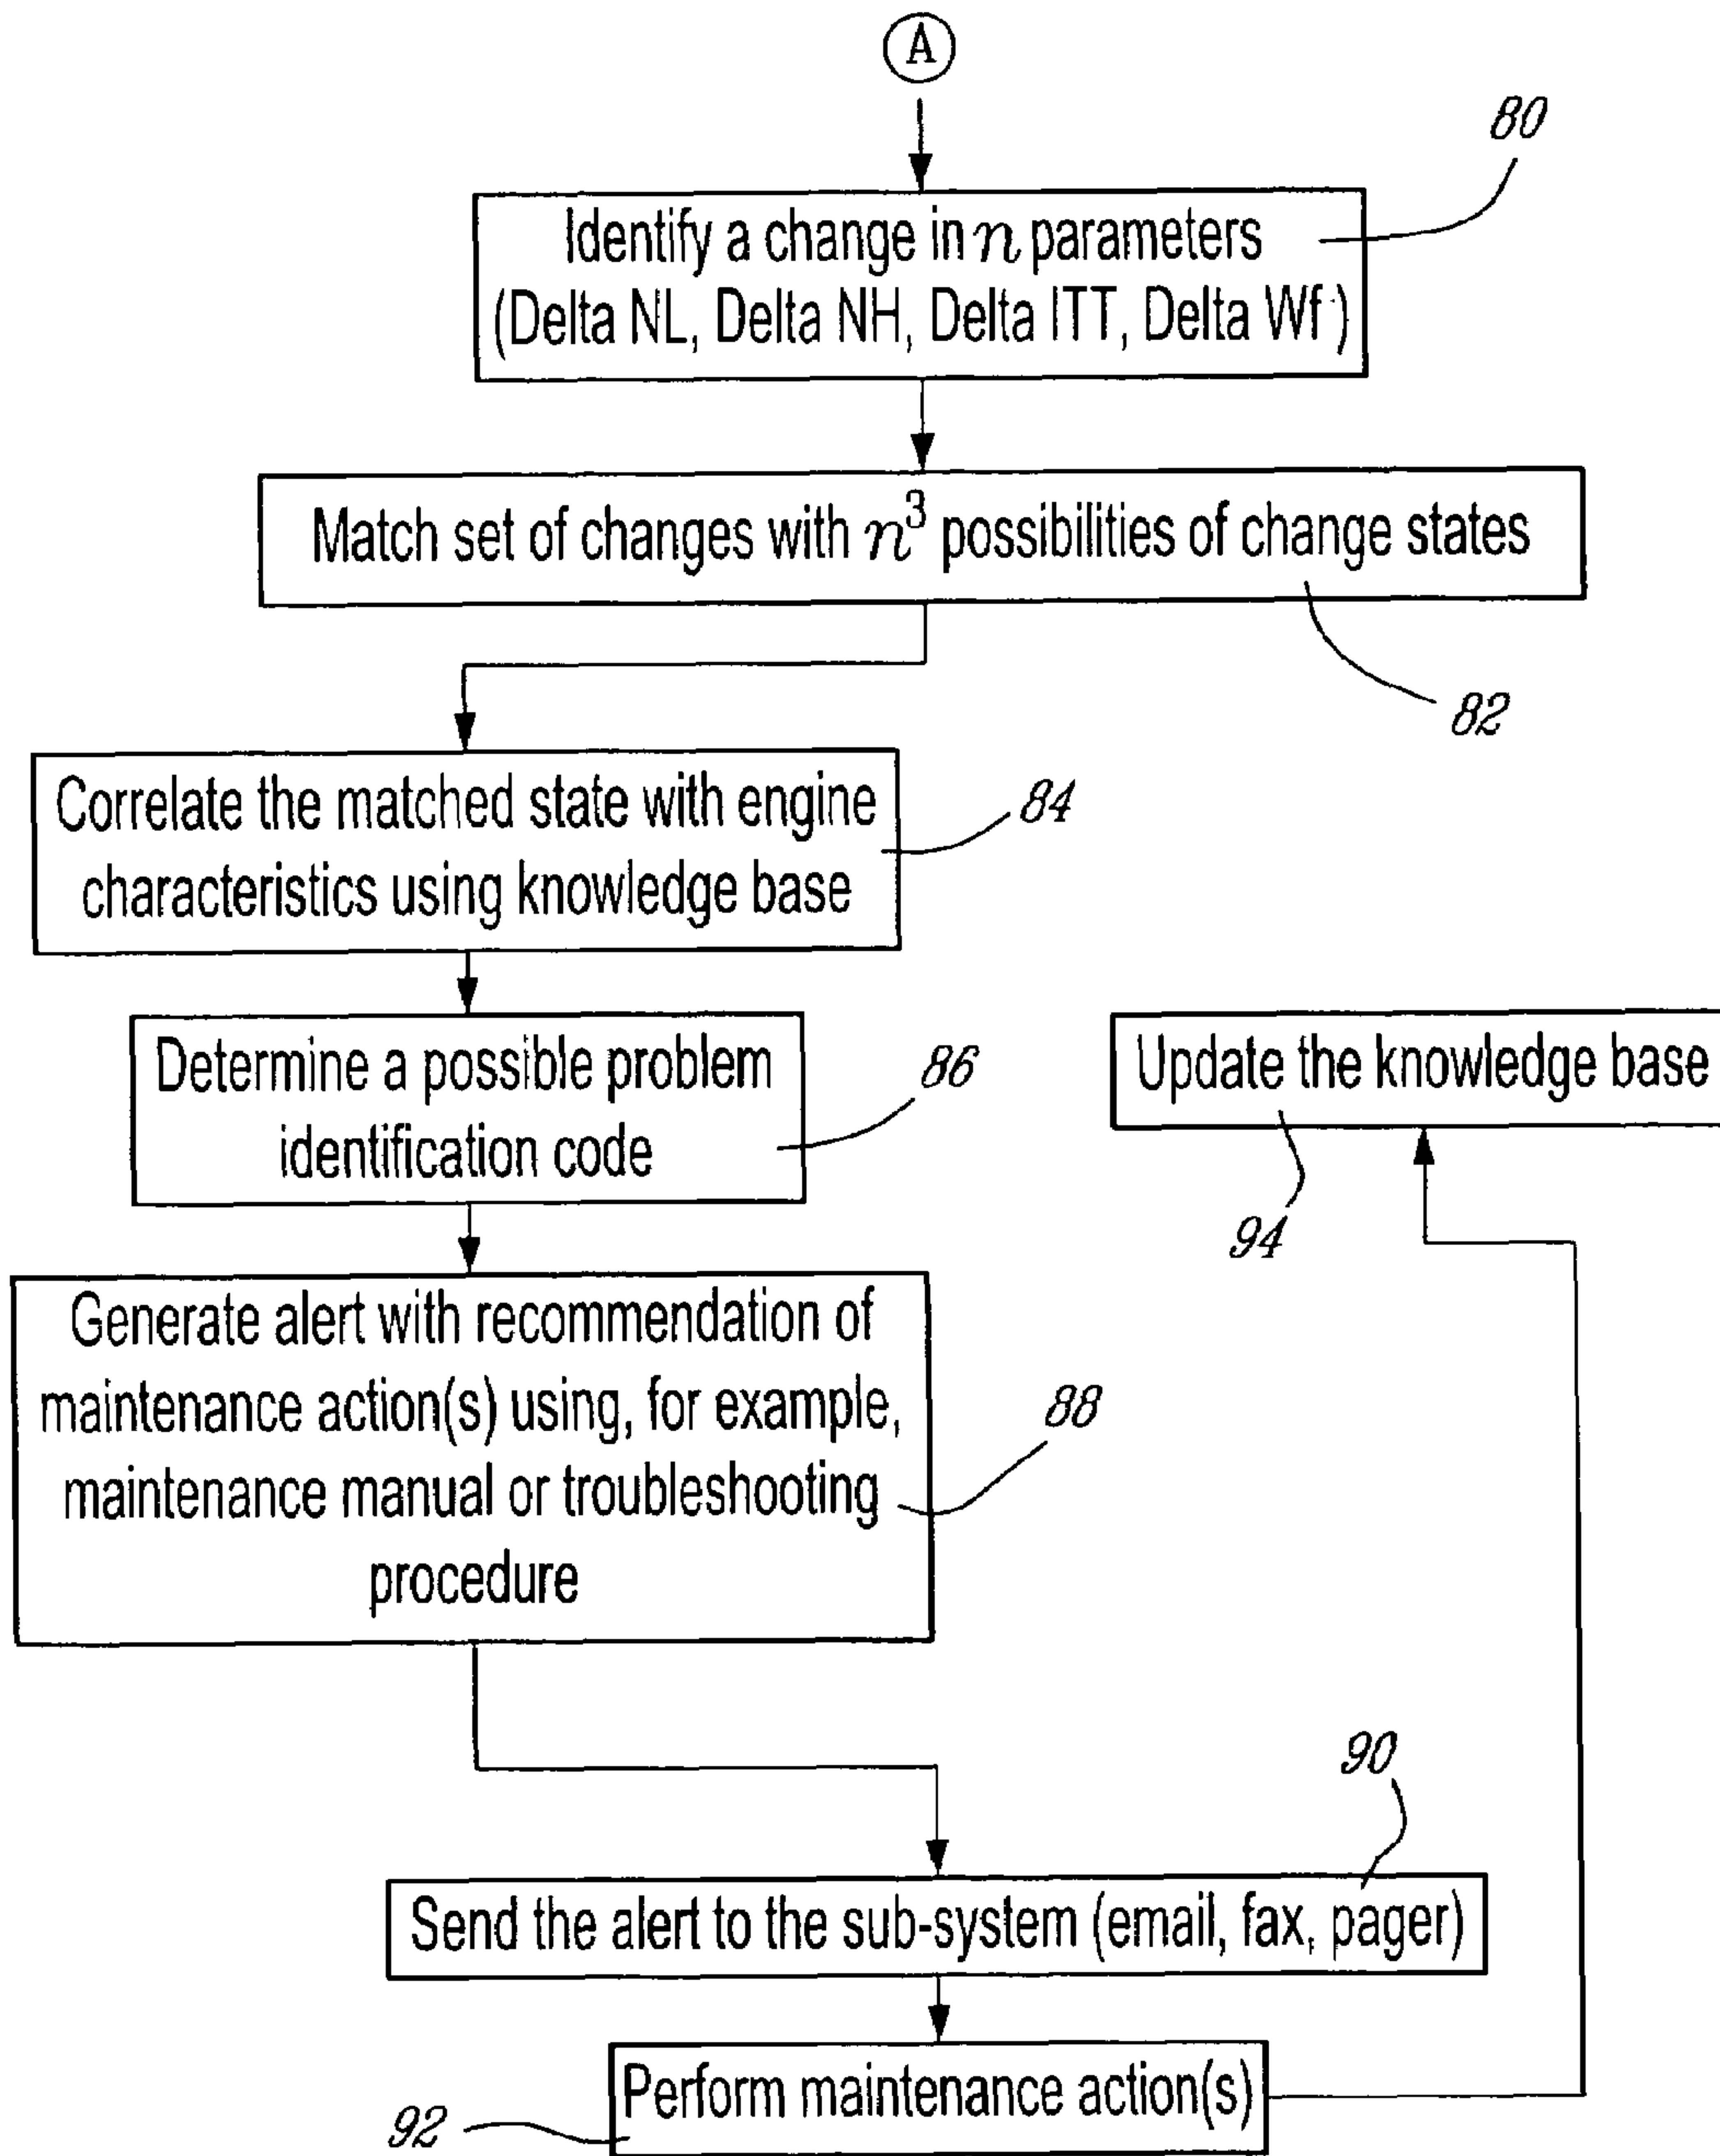 A
80
Identify a change in n parameters
(Delta NL, Delta NH, Delta ITT, Delta Wf)
Match set of changes with n³ possibilities of change states
82
Correlate the matched state with engine
characteristics using knowledge base
84
Determine a possible problem
identification code
86
Update the knowledge base
94
Generate alert with recommendation of
maintenance action(s) using, for example,
maintenance manual or troubleshooting
procedure
88
90
Send the alert to the sub-system (email, fax, pager)
Perform maintenance action(s)
92